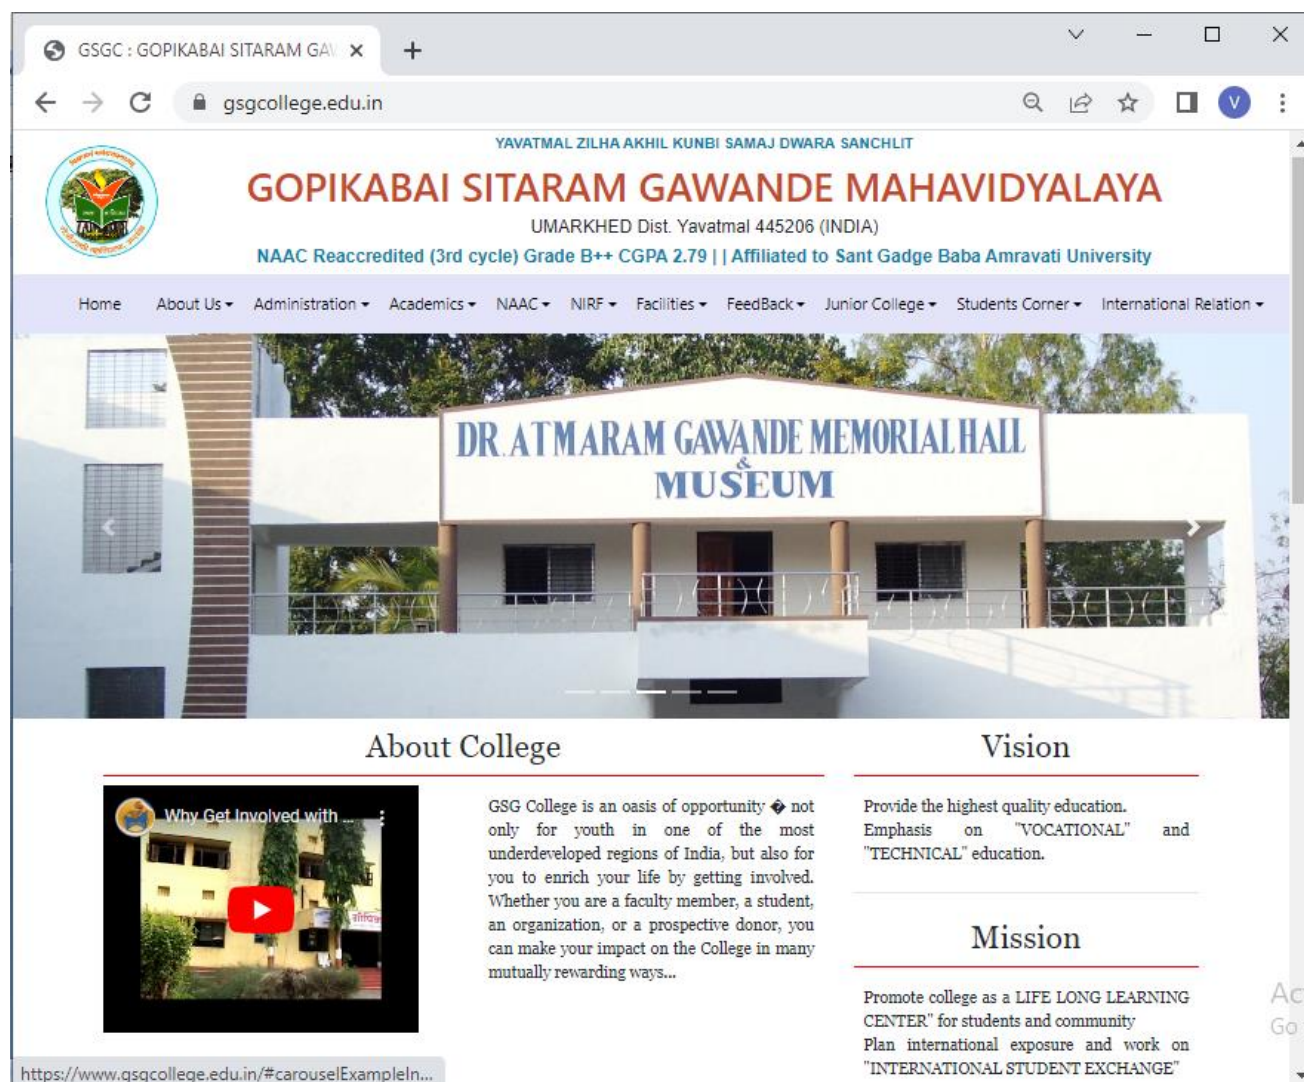 GSGC : GOPIKABAI SITARAM GAW
gsgcollege.edu.in
V
YAVATMAL ZILHA AKHIL KUNBI SAMAJ DWARA SANCHLIT
GOPIKABAI SITARAM GAWANDE MAHAVIDYALAYA
UMARKHED Dist. Yavatmal 445206 (INDIA)
NAAC Reaccredited (3rd cycle) Grade B++ CGPA 2.79 | | Affiliated to Sant Gadge Baba Amravati University
Home About Us Administration Academics NAAC NIRF Facilities FeedBack Junior College Students Corner International Relation
DR. ATMARAM GAWANDE MEMORIAL HALL
&
MUSEUM
About College
Why Get Involved with ...
GSG College is an oasis of opportunity � not
only for youth in one of the most
underdeveloped regions of India, but also for
you to enrich your life by getting involved.
Whether you are a faculty member, a student,
an organization, or a prospective donor, you
can make your impact on the College in many
mutually rewarding ways...
Vision
Provide the highest quality education.
Emphasis on "VOCATIONAL" and
"TECHNICAL" education.
Mission
Promote college as a LIFE LONG LEARNING
CENTER" for students and community
Plan international exposure and work on
"INTERNATIONAL STUDENT EXCHANGE"
Ac
Go
https://www.gsgcollege.edu.in/#carouselExampleIn...